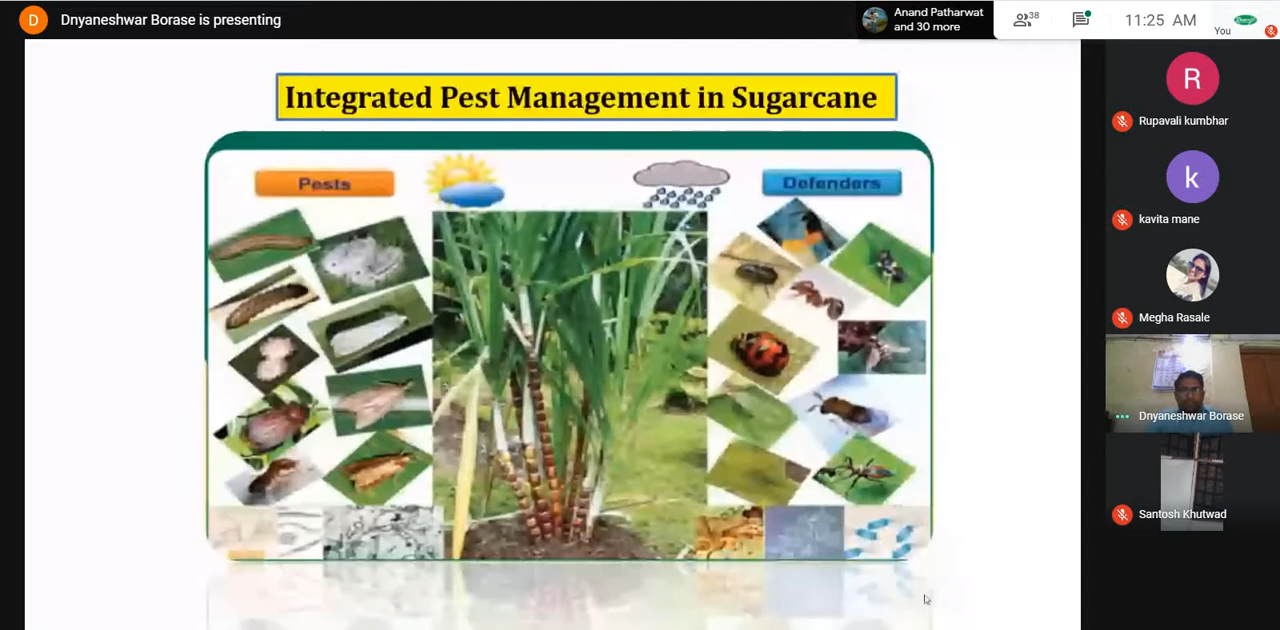 D
Dnyaneshwar Borase is presenting
Anand Patharwat
and 30 more
38
11:25 AM
You
Integrated Pest Management in Sugarcane
Pests
Defenders
R
Rupavali kumbhar
k
kavita mane
Megha Rasale
Dnyaneshwar Borase
Santosh Khutwad